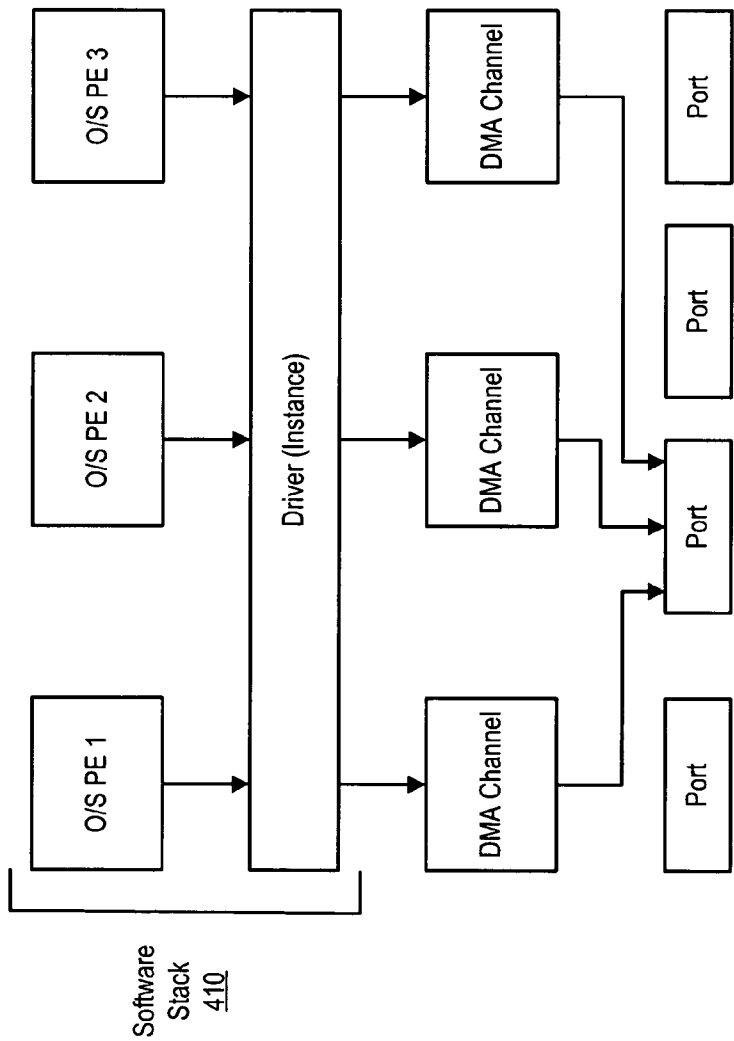 Software
Stack
410
O/S PE 1
O/S PE 2
O/S PE 3
Driver (Instance)
DMA Channel
DMA Channel
DMA Channel
Port
Port
Port
Port